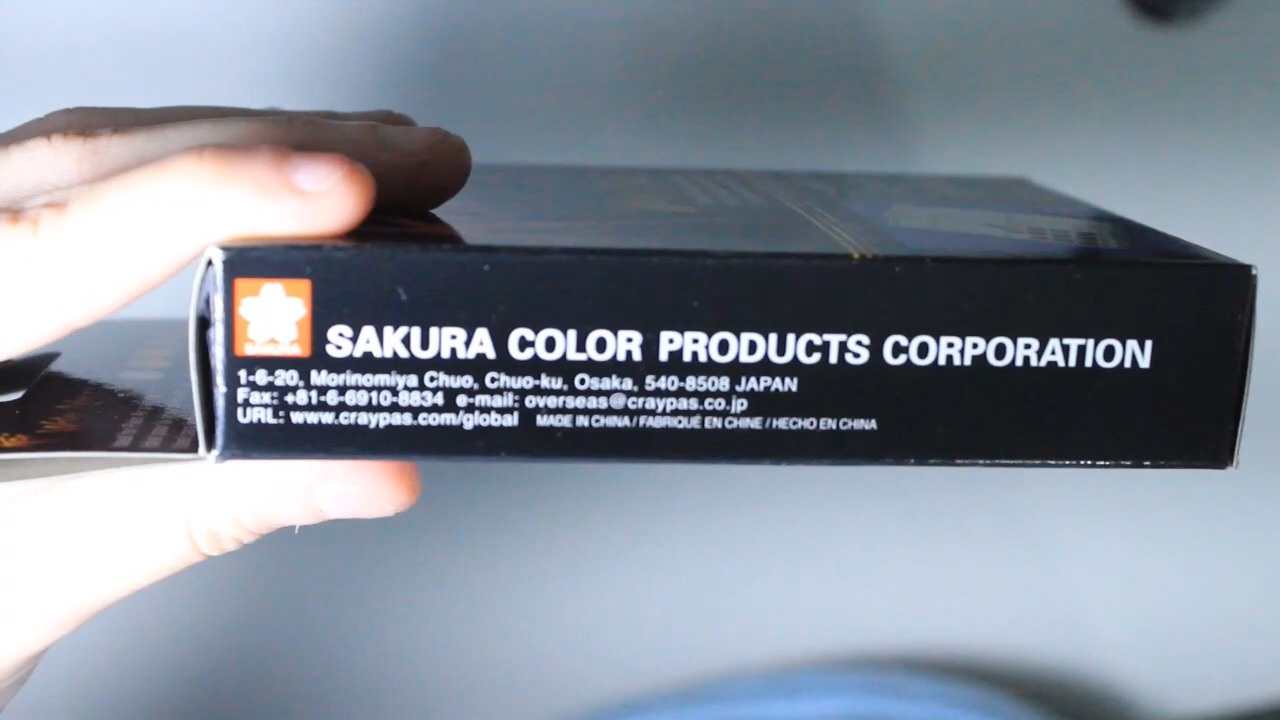 SAKURA
SAKURA COLOR PRODUCTS CORPORATION
1-6-20, Morinomiya Chuo, Chuo-ku, Osaka, 540-8508 JAPAN
Fax: +81-6-6910-8834 e-mail: overseas@craypas.co.jp
URL: www.craypas.com/global MADE IN CHINA / FABRIQUÉ EN CHINE / HECHO EN CHINA